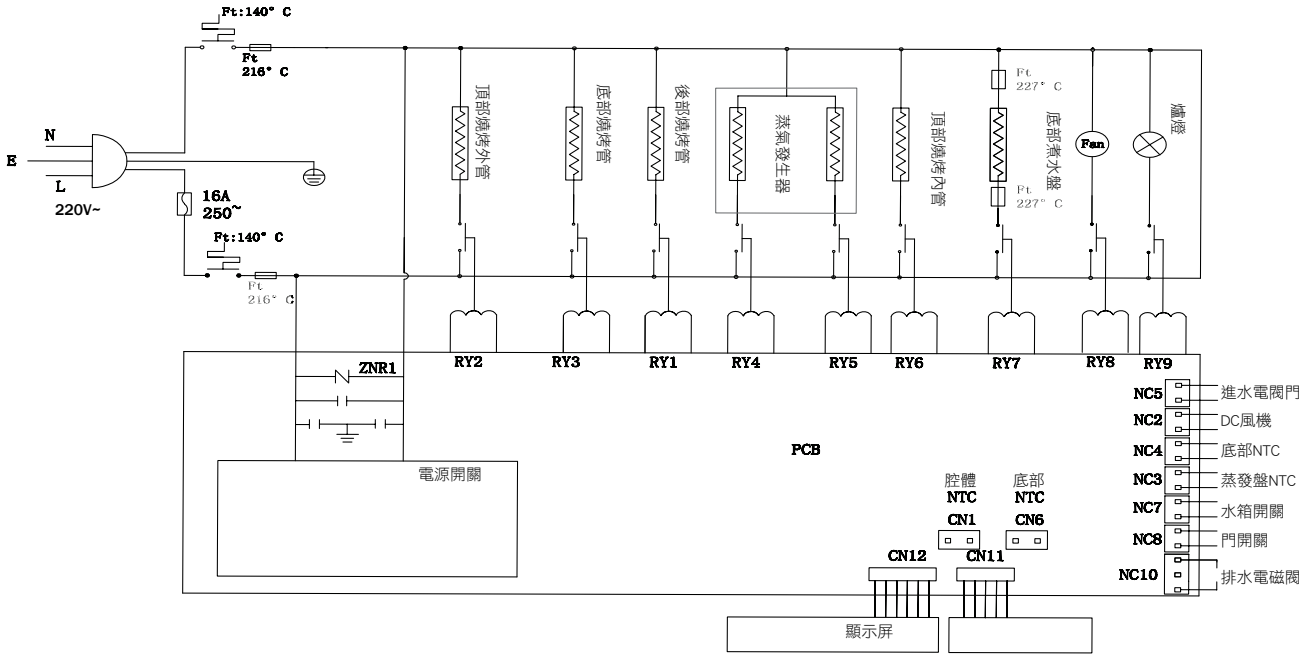 Ft:140° C
Ft
216° C
N
E
L
220V~
16A
250~
Ft:140° C
Ft
216° C
頂部燒烤外管
底部燒烤管
後部燒烤管
蒸氣發生器
頂部燒烤內管
Ft
227° C
底部煮水盤
Ft
227° C
Fan
爐燈
RY2
RY3
RY1
RY4
RY5
RY6
RY7
RY8
RY9
ZNR1
電源開關
PCB
NC5 進水電閥門
NC2 DC風機
NC4 底部NTC
NC3 蒸發盤NTC
NC7 水箱開關
NC8 門開關
NC10 排水電磁閥
腔體
NTC
CN1
底部
NTC
CN6
CN12
CN11
顯示屏